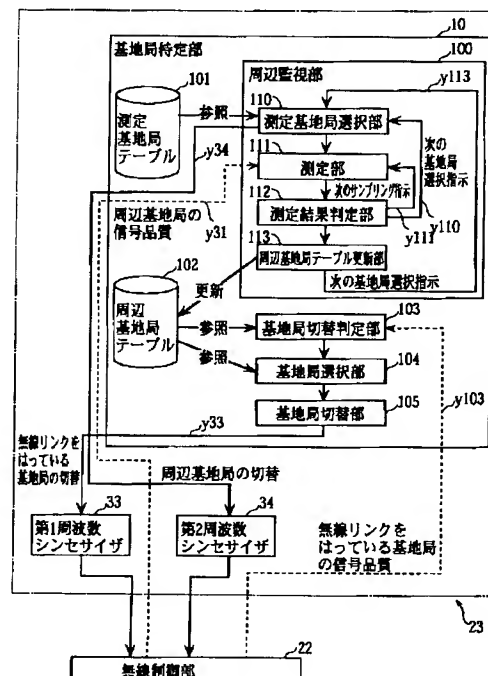 10
基地局特定部
100
周辺監視部
y113
101
測定
基地局
テーブル
参照
110
測定基地局選択部
y34
111
測定部
次の
基地局
選択指示
次のサンプリング指示
周辺基地局の
信号品質
y31
112
測定結果判定部
y111
y110
113
周辺基地局テーブル更新部
次の基地局選択指示
102
周辺
基地局
テーブル
更新
参照
参照
103
基地局切替判定部
104
基地局選択部
105
基地局切替部
y103
y33
無線リンクを
はっている
基地局の切替
周辺基地局の切替
33
第1周波数
シンセサイザ
34
第2周波数
シンセサイザ
無線リンクを
はっている基地局
の信号品質
23
22
無線制御部